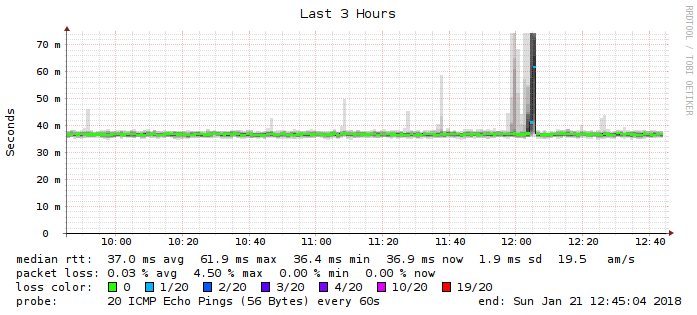 Last 3 Hours
RRDTOOL / TOBI OETIKER
Seconds
70 m
60 m
50 m
40 m
30 m
20 m
10 m
0
10:00 10:20 10:40 11:00 11:20 11:40 12:00 12:20 12:40
median rtt: 37.0 ms avg 61.9 ms max 36.4 ms min 36.9 ms now 1.9 ms sd 19.5 am/s
packet loss: 0.03 % avg 4.50 % max 0.00 % min 0.00 % now
loss color: 0 1/20 2/20 3/20 4/20 10/20 19/20
probe: 20 ICMP Echo Pings (56 Bytes) every 60s end: Sun Jan 21 12:45:04 2018